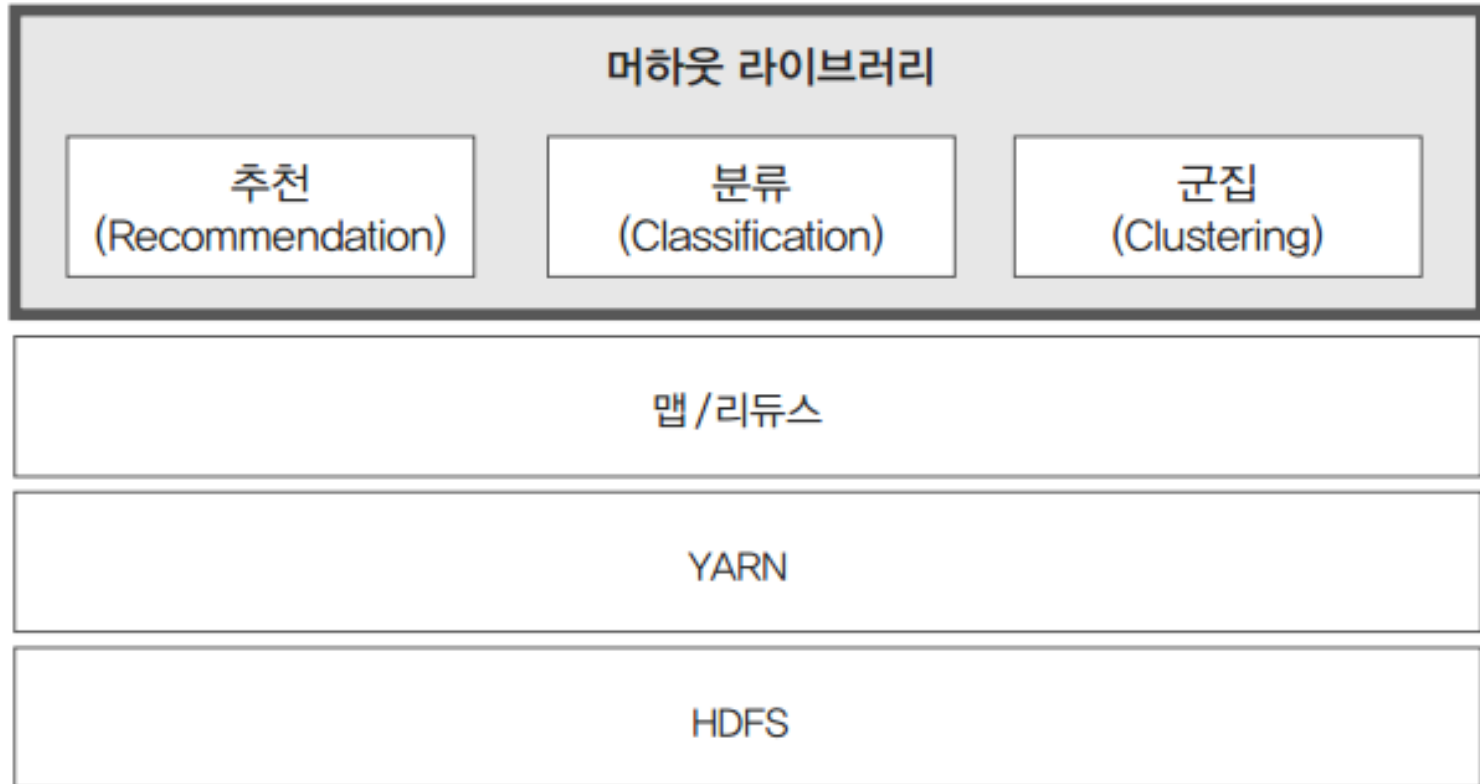 머하웃 라이브러리
추천
(Recommendation)
분류
(Classification)
군집
(Clustering)
맵/리듀스
YARN
HDFS